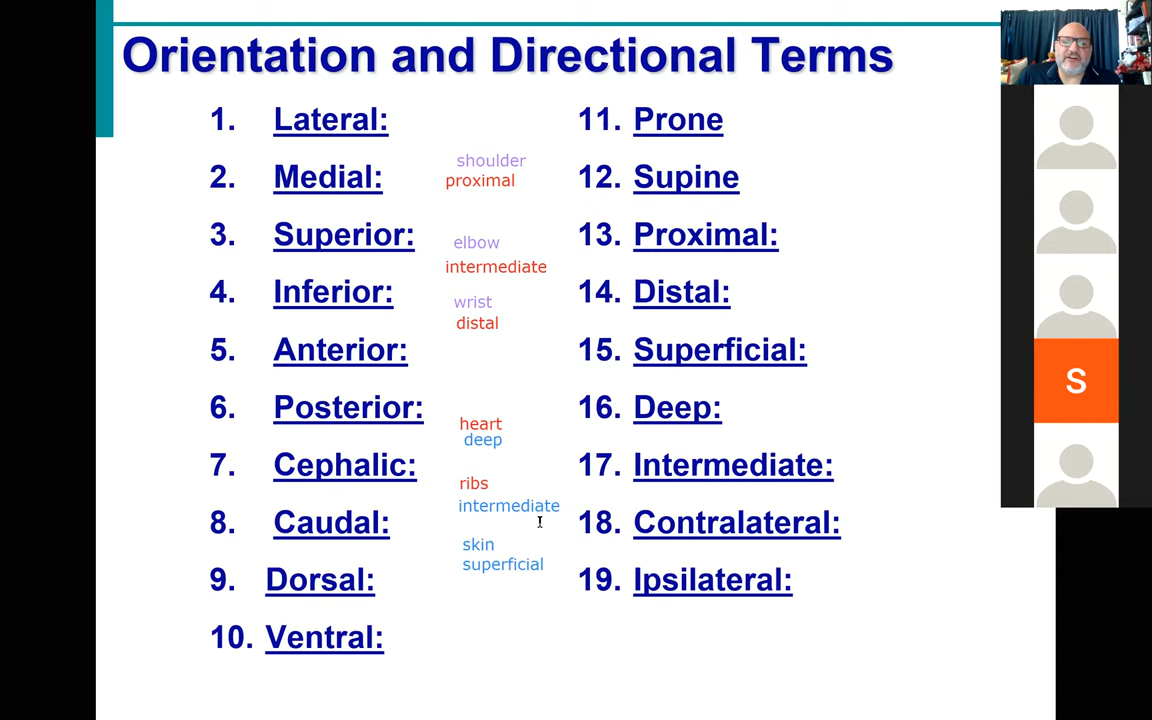 Orientation and Directional Terms
1. Lateral:
2. Medial:
3. Superior:
4. Inferior:
5. Anterior:
6. Posterior:
7. Cephalic:
8. Caudal:
9. Dorsal:
10. Ventral:
shoulder
proximal
elbow
intermediate
wrist
distal
heart
deep
ribs
intermediate
skin
superficial
11. Prone
12. Supine
13. Proximal:
14. Distal:
15. Superficial:
16. Deep:
17. Intermediate:
18. Contralateral:
19. Ipsilateral:
S